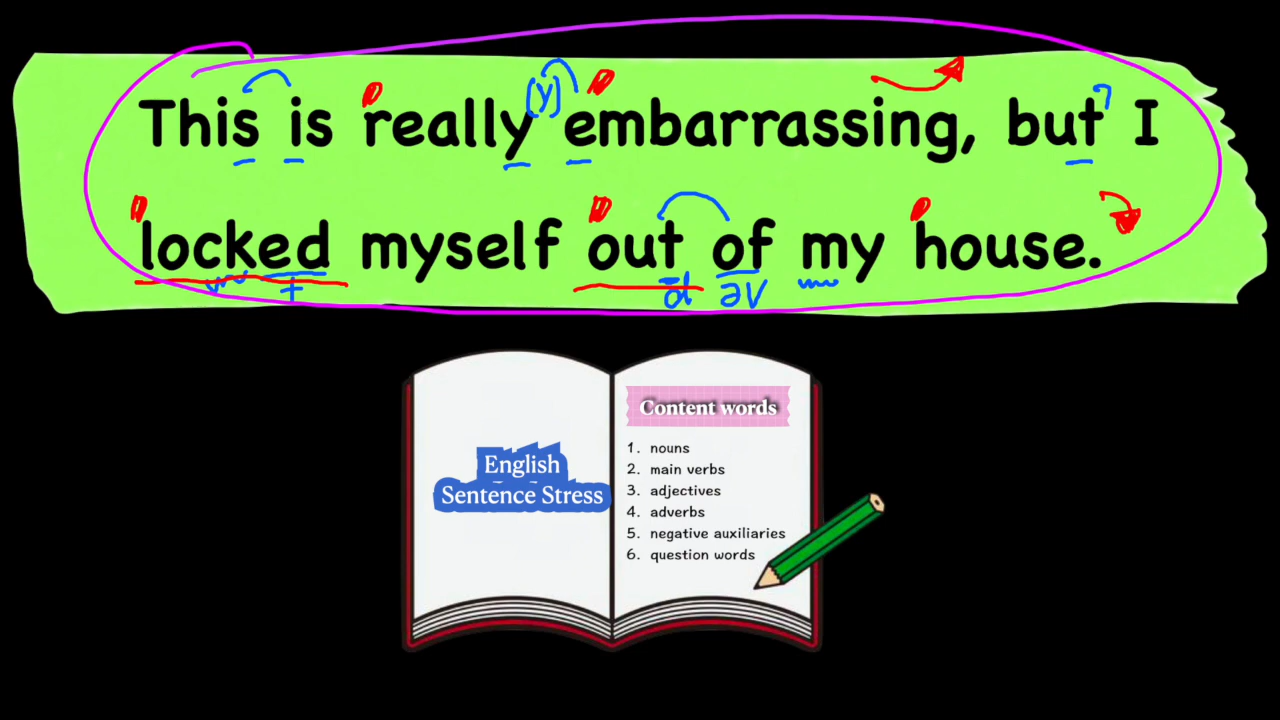 (y)
This is really embarrassing, but I
locked myself out of my house.
d
əv
English
Sentence Stress
Content words
1. nouns
2. main verbs
3. adjectives
4. adverbs
5. negative auxiliaries
6. question words